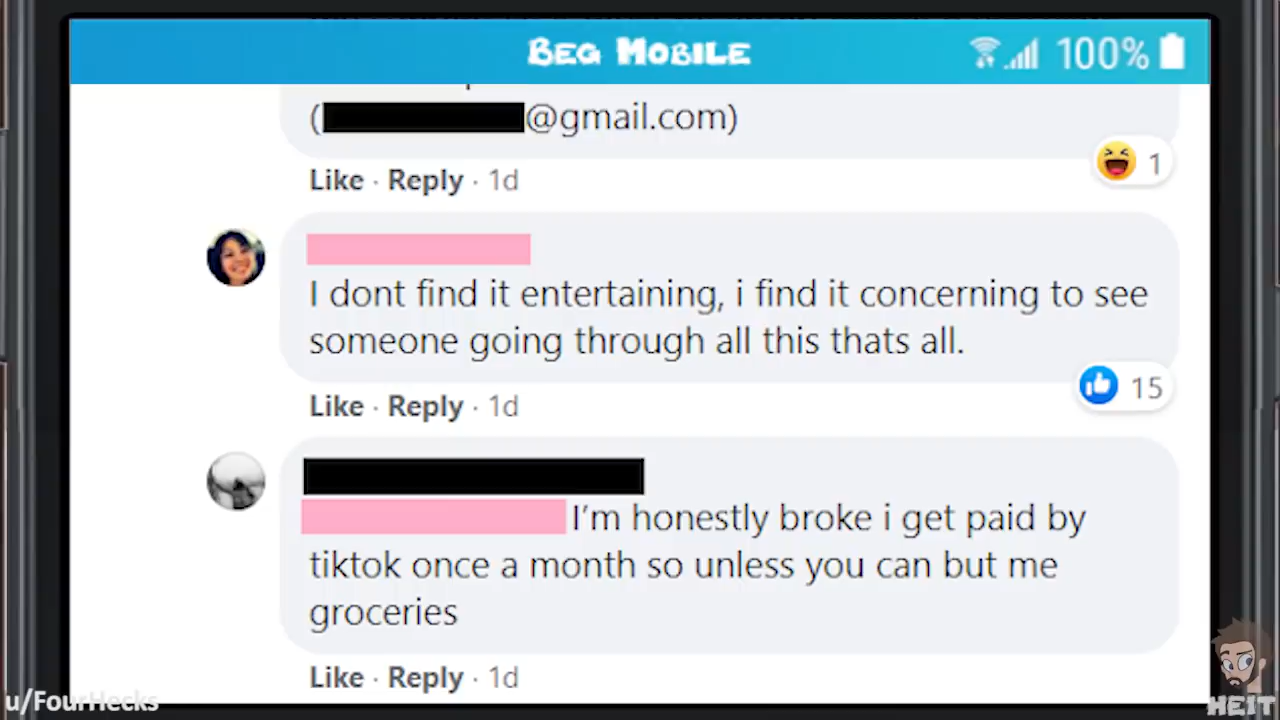 BEG MOBILE
100%
(@gmail.com)
1
Like · Reply · 1d
I dont find it entertaining, i find it concerning to see
someone going through all this thats all.
15
Like · Reply · 1d
I'm honestly broke i get paid by
tiktok once a month so unless you can but me
groceries
Like · Reply · 1d
u/FourHecks
HEIT